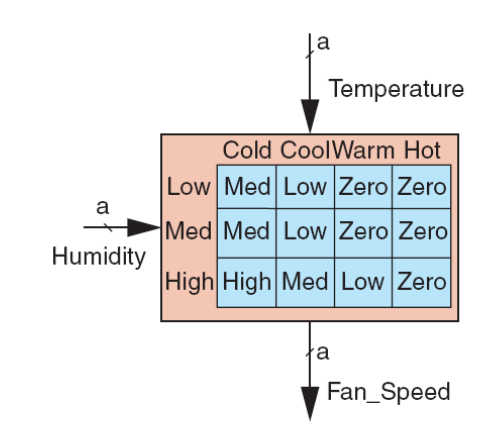 a
Temperature
Cold Cool Warm Hot
Low Med Low Zero Zero
a
Med Med Low Zero Zero
Humidity
High High Med Low Zero
a
Fan_Speed